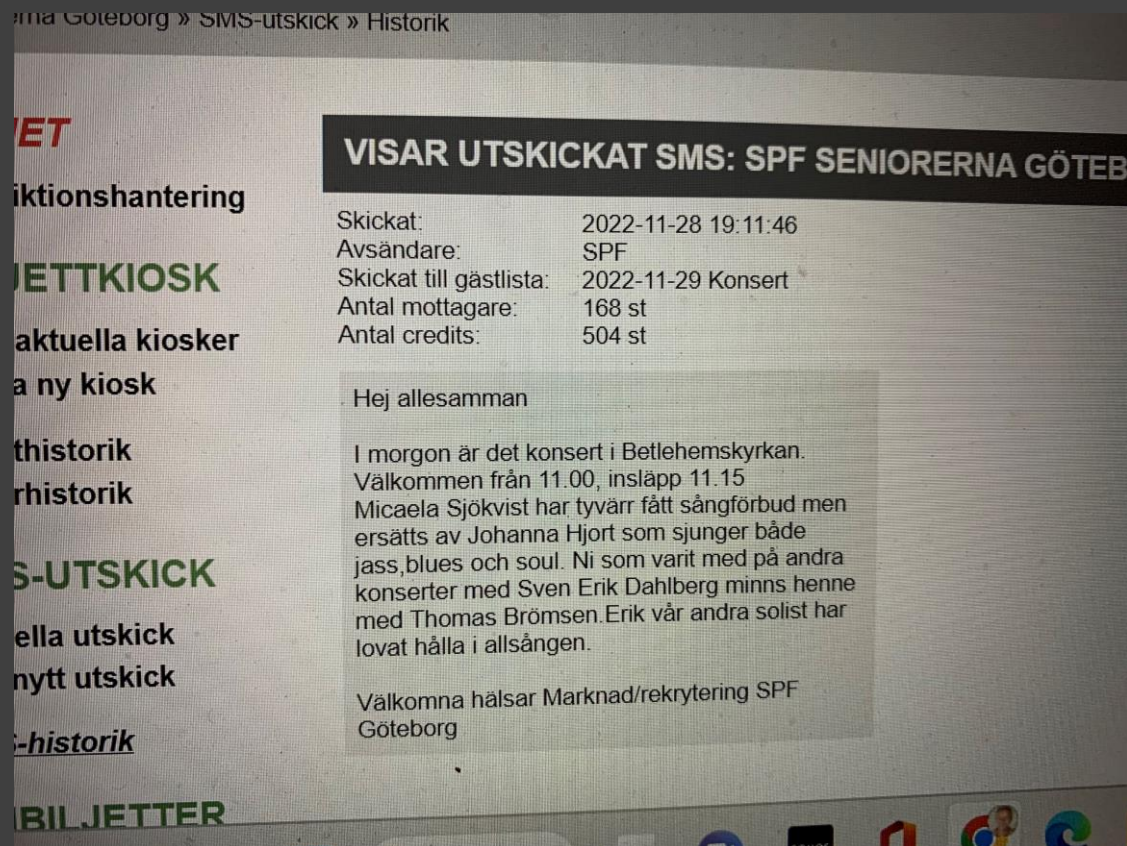 Göteborg » SMS-utskick » Historik
VISAR UTSKICKAT SMS: SPF SENIORERNA GÖTEB
Skickat: 2022-11-28 19:11:46
Avsändare: SPF
Skickat till gästlista: 2022-11-29 Konsert
Antal mottagare: 168 st
Antal credits: 504 st
Hej allesamman
I morgon är det konsert i Betlehemskyrkan.
Välkommen från 11.00, insläpp 11.15
Micaela Sjökvist har tyvärr fått sångförbud men
ersätts av Johanna Hjort som sjunger både
jass,blues och soul. Ni som varit med på andra
konserter med Sven Erik Dahlberg minns henne
med Thomas Brömsen.Erik vår andra solist har
lovat hålla i allsången.
Välkomna hälsar Marknad/rekrytering SPF
Göteborg
ET
iktionshantering
JETTKIOSK
aktuella kiosker
a ny kiosk
thistorik
rhistorik
S-UTSKICK
ella utskick
nytt utskick
-historik
BILJETTER